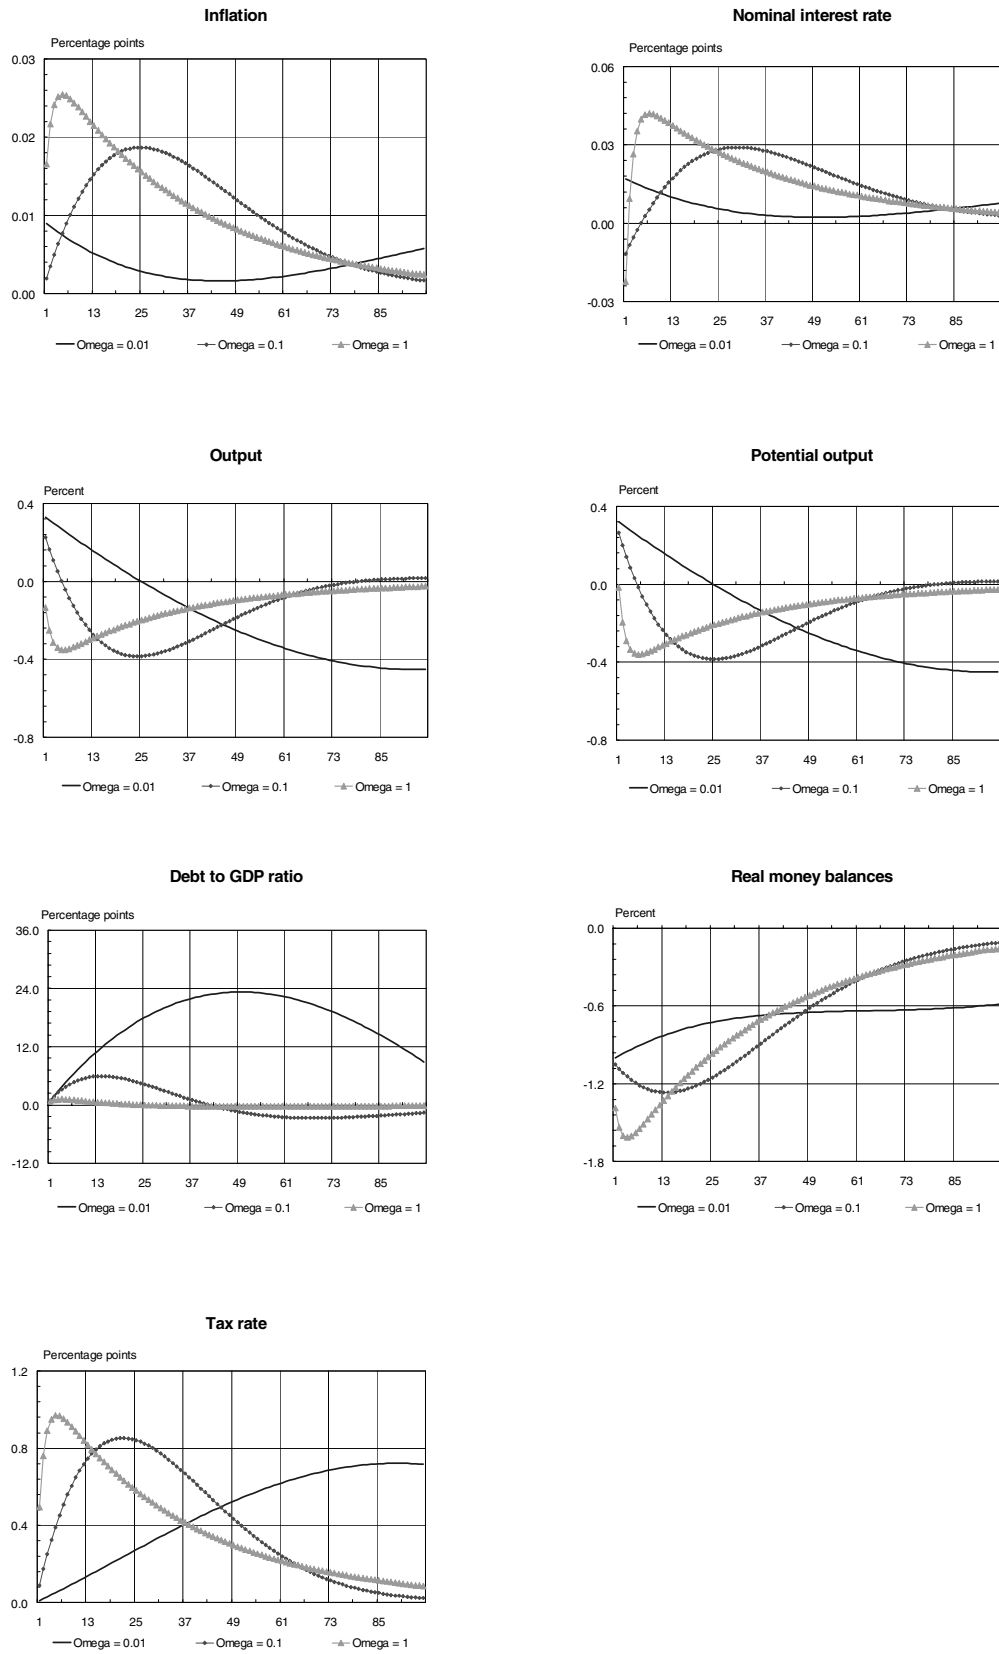 Inflation
Percentage points
0.03
0.02
0.01
0.00
1 13 25 37 49 61 73 85
Omega = 0.01 Omega = 0.1 Omega = 1
Nominal interest rate
Percentage points
0.06
0.03
0.00
-0.03
1 13 25 37 49 61 73 85
Omega = 0.01 Omega = 0.1 Omega = 1
Output
Percent
0.4
0.0
-0.4
-0.8
1 13 25 37 49 61 73 85
Omega = 0.01 Omega = 0.1 Omega = 1
Potential output
Percent
0.4
0.0
-0.4
-0.8
1 13 25 37 49 61 73 85
Omega = 0.01 Omega = 0.1 Omega = 1
Debt to GDP ratio
Percentage points
36.0
24.0
12.0
0.0
-12.0
1 13 25 37 49 61 73 85
Omega = 0.01 Omega = 0.1 Omega = 1
Real money balances
Percent
0.0
-0.6
-1.2
-1.8
1 13 25 37 49 61 73 85
Omega = 0.01 Omega = 0.1 Omega = 1
Tax rate
Percentage points
1.2
0.8
0.4
0.0
1 13 25 37 49 61 73 85
Omega = 0.01 Omega = 0.1 Omega = 1